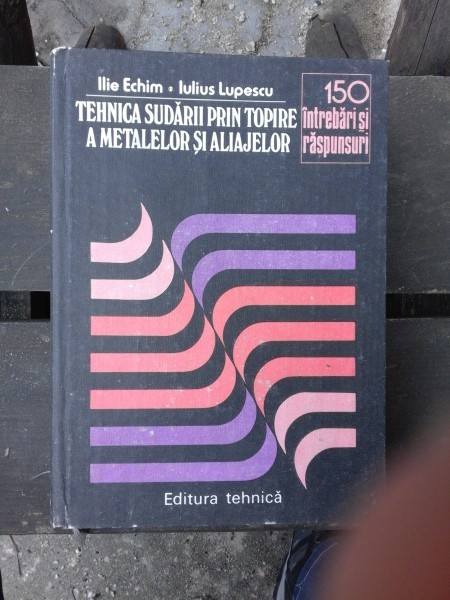 Ilie Echim • Iulius Lupescu
TEHNICA SUDĂRII PRIN TOPIRE
A METALELOR ȘI ALIAJELOR
150
întrebări și
răspunsuri
Editura tehnică